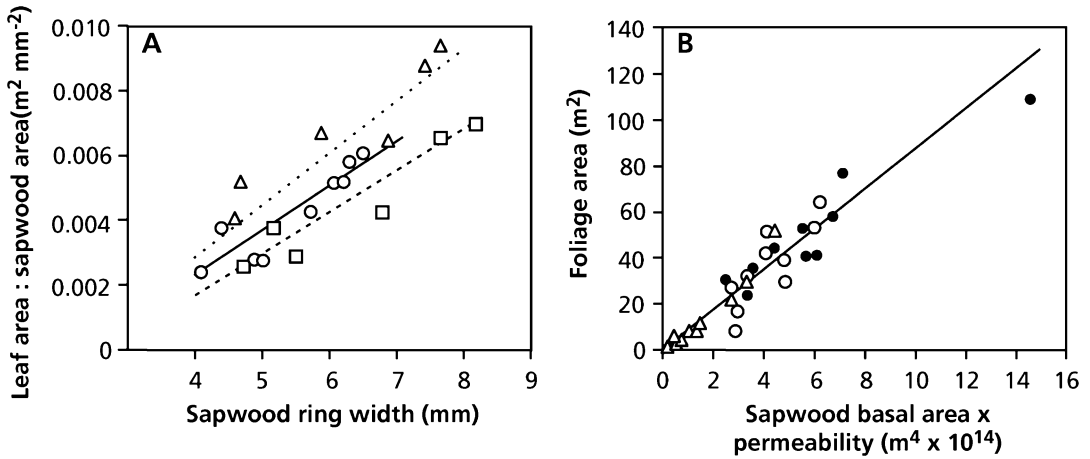 A
Leaf area : sapwood area(m² mm⁻²)
0.010
0.008
0.006
0.004
0.002
0
4 5 6 7 8 9
Sapwood ring width (mm)
B
Foliage area (m²)
140
120
100
80
60
40
20
0
0 2 4 6 8 10 12 14 16
Sapwood basal area x
permeability (m⁴ x 10¹⁴)